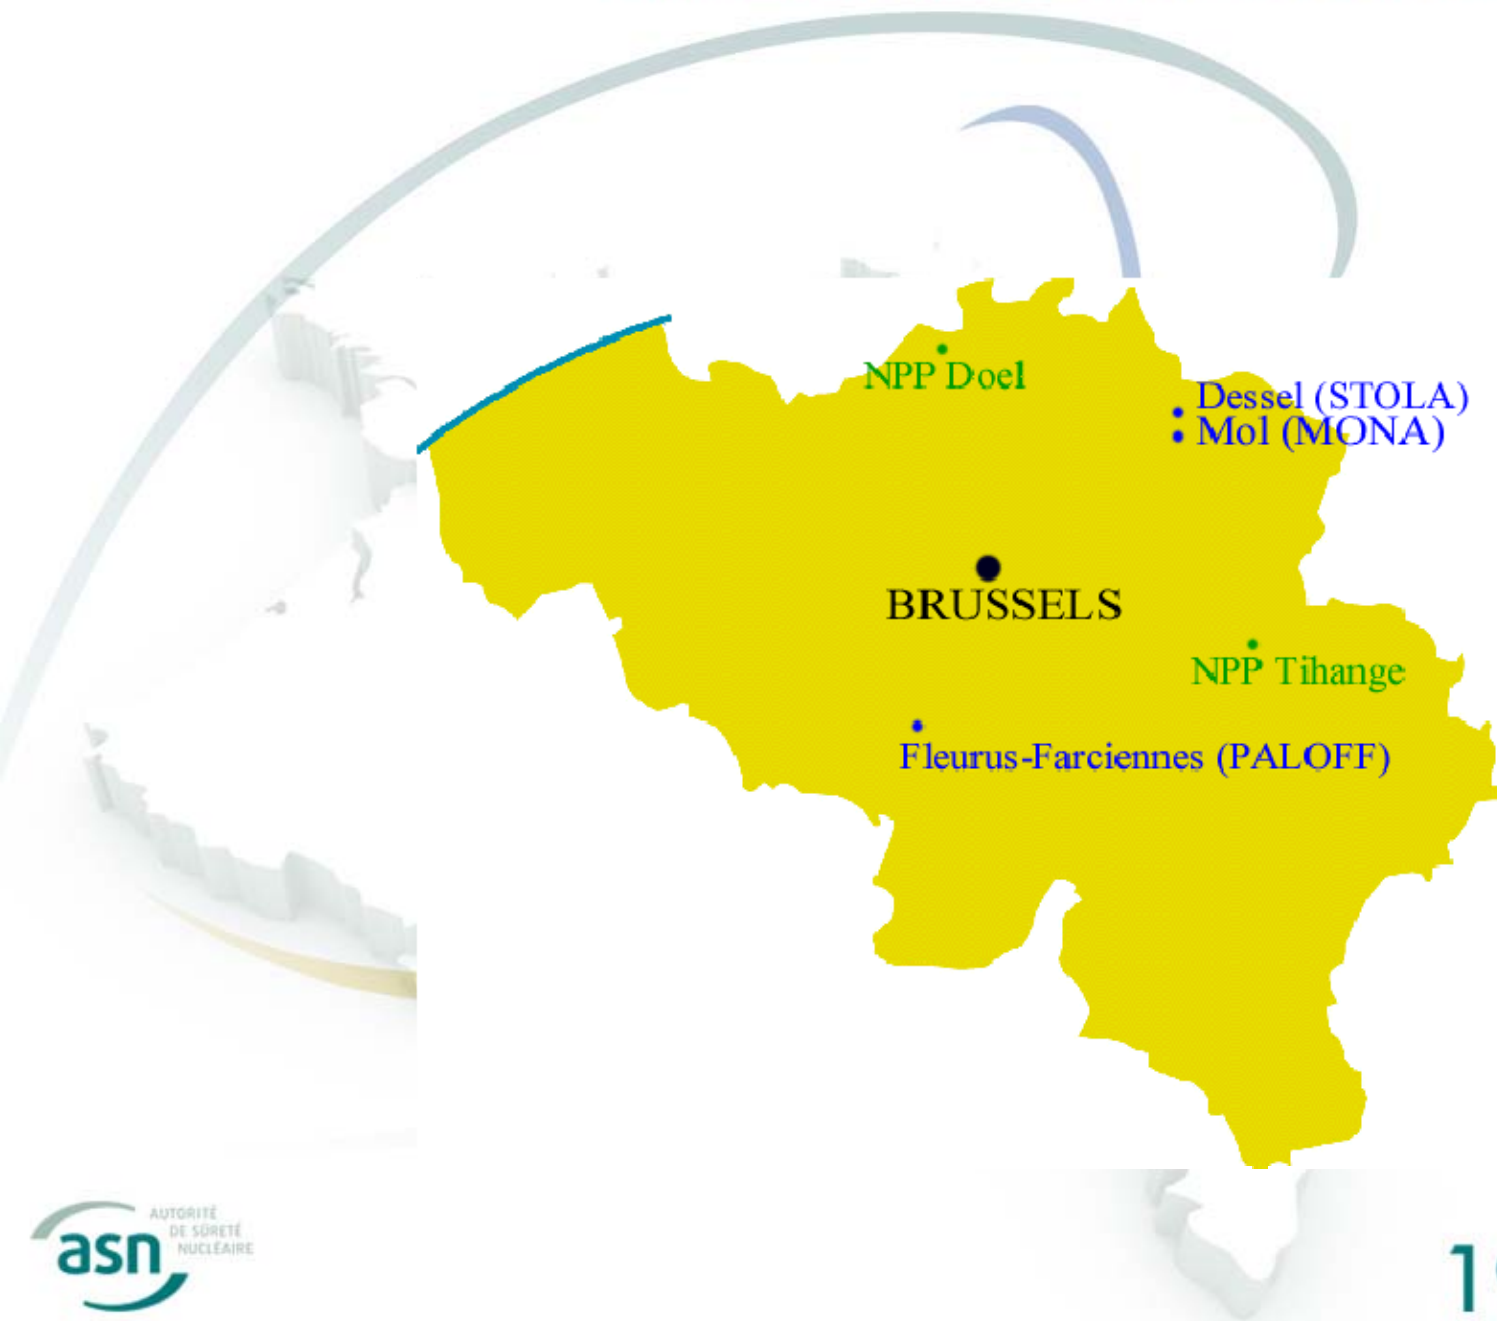 NPP Doel
Dessel (STOLA)
Mol (MONA)
BRUSSELS
NPP Tihange
Fleurus-Farciennes (PALOFF)
AUTORITÉ
DE SÛRETÉ
NUCLÉAIRE
asn